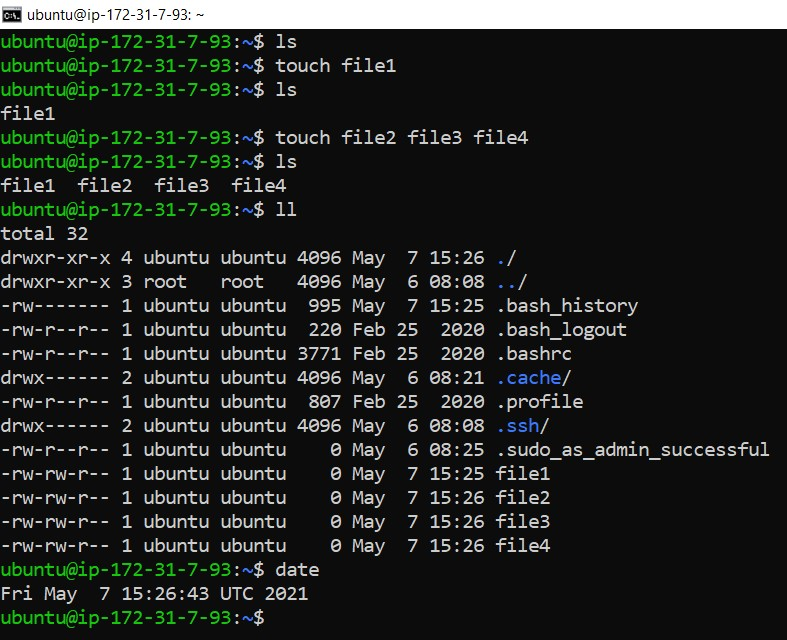 ubuntu@ip-172-31-7-93: ~
ubuntu@ip-172-31-7-93:~$ ls
ubuntu@ip-172-31-7-93:~$ touch file1
ubuntu@ip-172-31-7-93:~$ ls
file1
ubuntu@ip-172-31-7-93:~$ touch file2 file3 file4
ubuntu@ip-172-31-7-93:~$ ls
file1  file2  file3  file4
ubuntu@ip-172-31-7-93:~$ ll
total 32
drwxr-xr-x 4 ubuntu ubuntu 4096 May  7 15:26 ./
drwxr-xr-x 3 root   root   4096 May  6 08:08 ../
-rw------- 1 ubuntu ubuntu  995 May  7 15:25 .bash_history
-rw-r--r-- 1 ubuntu ubuntu  220 Feb 25  2020 .bash_logout
-rw-r--r-- 1 ubuntu ubuntu 3771 Feb 25  2020 .bashrc
drwx------ 2 ubuntu ubuntu 4096 May  6 08:21 .cache/
-rw-r--r-- 1 ubuntu ubuntu  807 Feb 25  2020 .profile
drwx------ 2 ubuntu ubuntu 4096 May  6 08:08 .ssh/
-rw-r--r-- 1 ubuntu ubuntu    0 May  6 08:25 .sudo_as_admin_successful
-rw-rw-r-- 1 ubuntu ubuntu    0 May  7 15:25 file1
-rw-rw-r-- 1 ubuntu ubuntu    0 May  7 15:26 file2
-rw-rw-r-- 1 ubuntu ubuntu    0 May  7 15:26 file3
-rw-rw-r-- 1 ubuntu ubuntu    0 May  7 15:26 file4
ubuntu@ip-172-31-7-93:~$ date
Fri May  7 15:26:43 UTC 2021
ubuntu@ip-172-31-7-93:~$